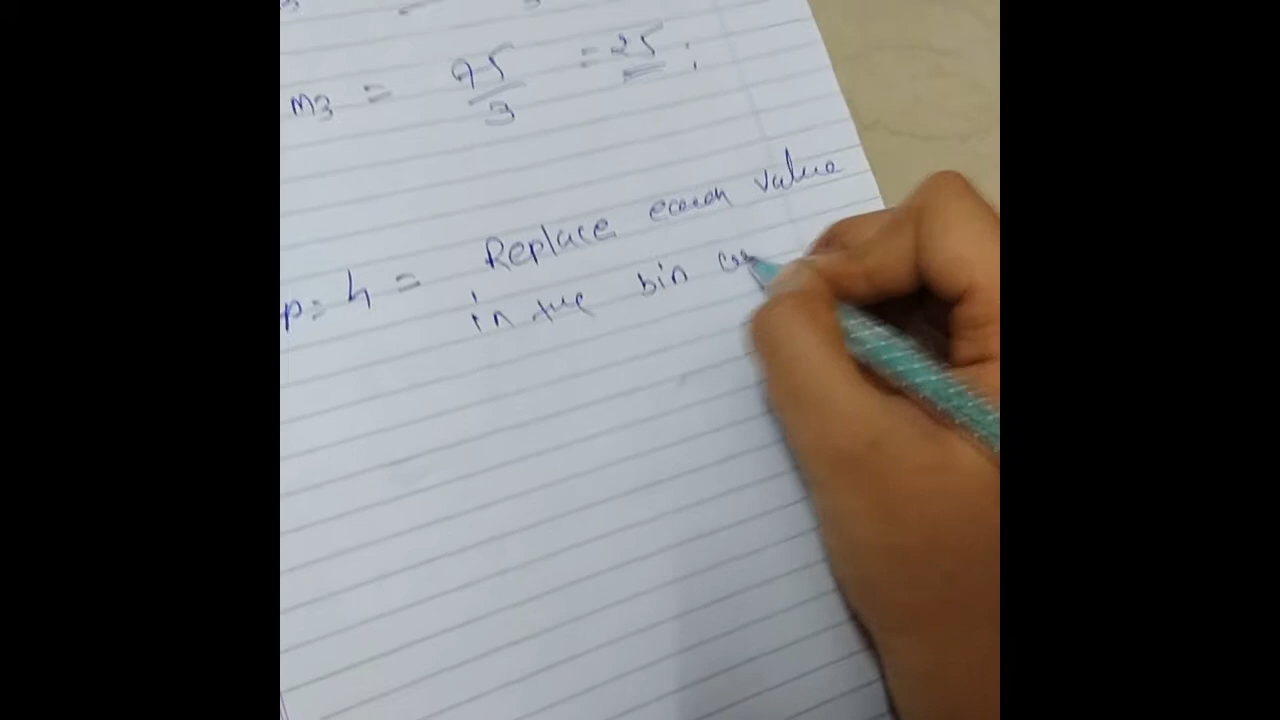 m3 = 75/3 = 25;
p= 4 = Replace each value
in the bin